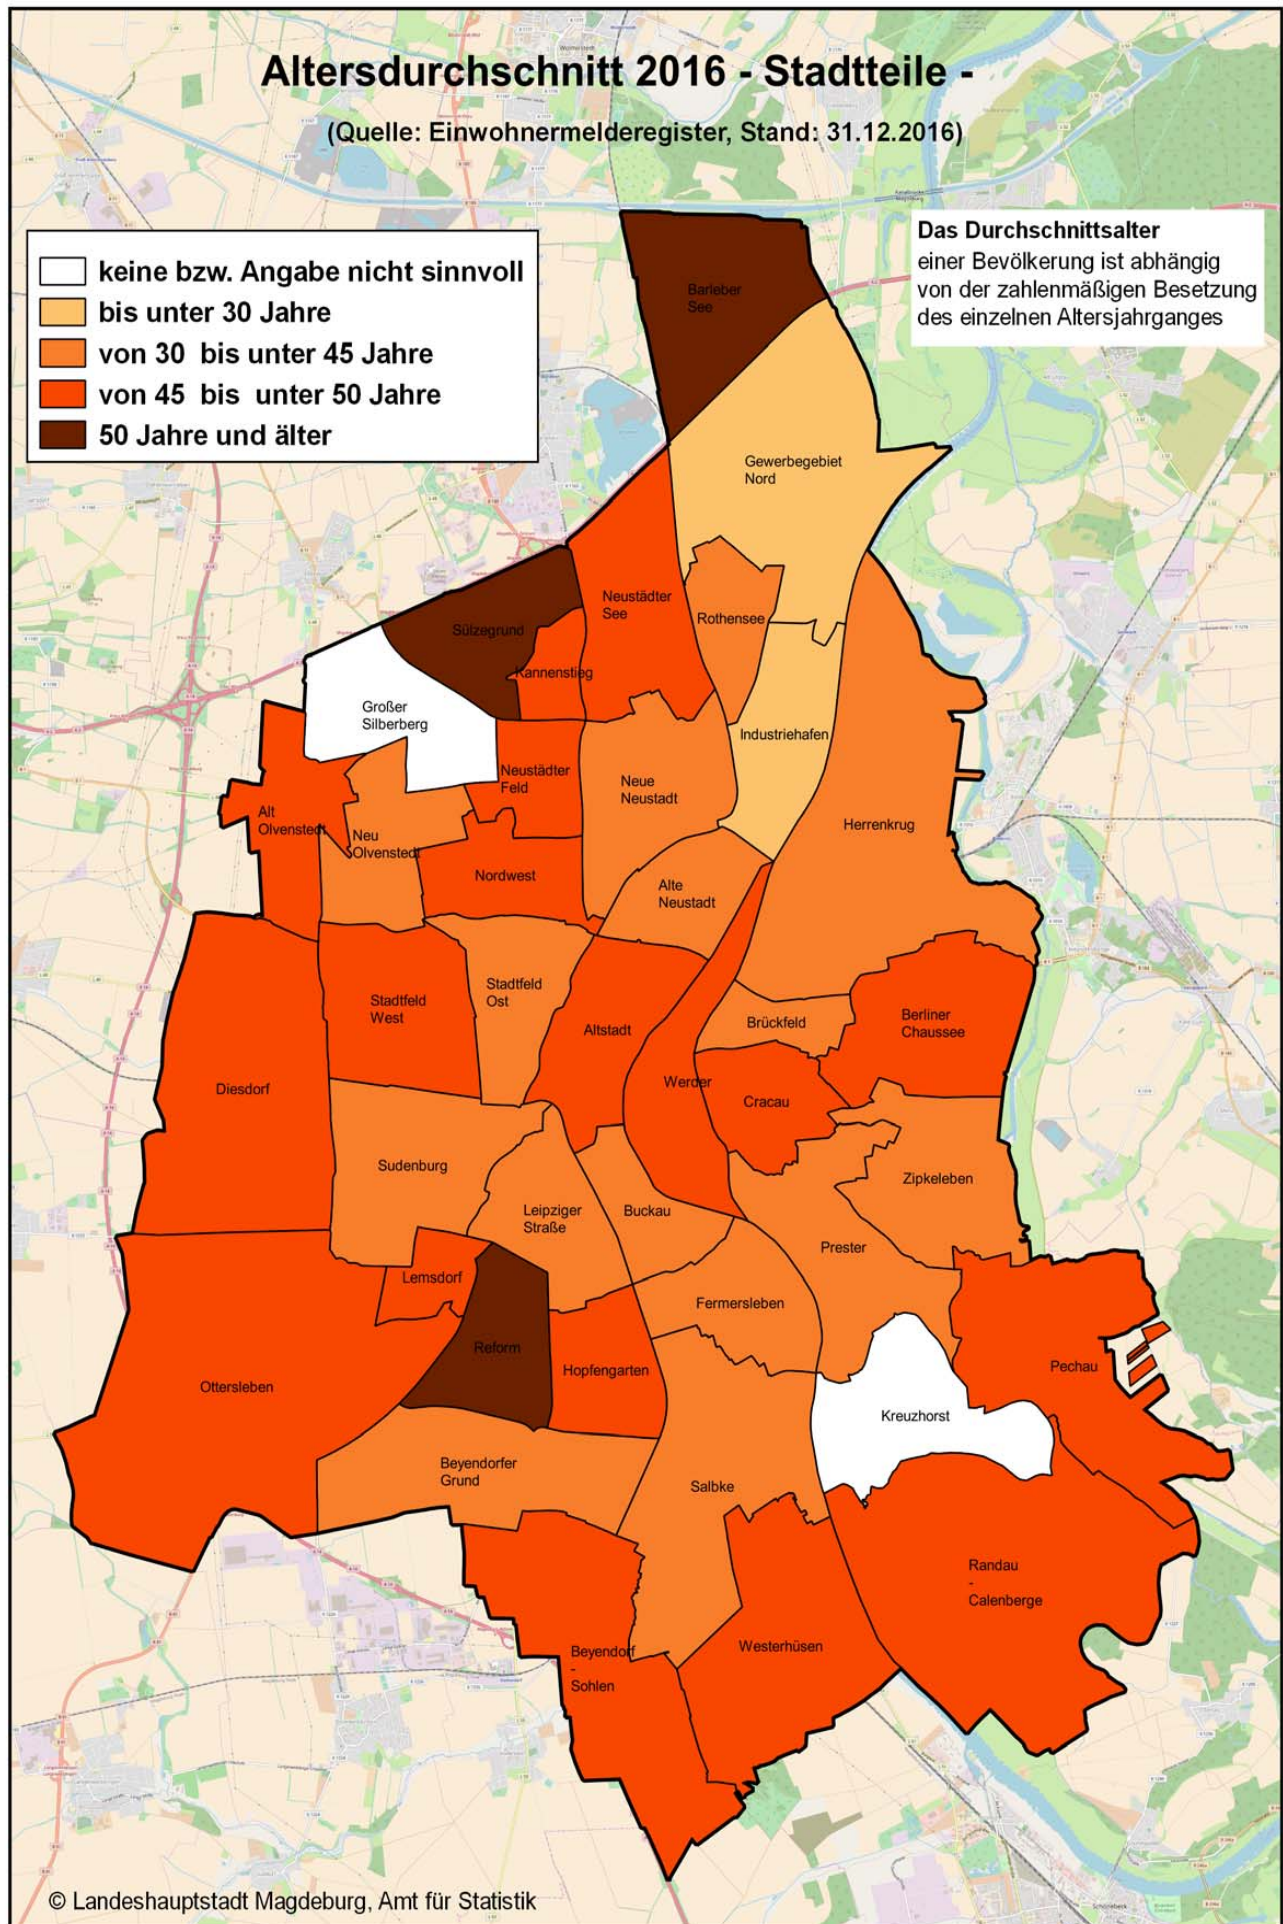 Altersdurchschnitt 2016 - Stadtteile -
(Quelle: Einwohnermelderegister, Stand: 31.12.2016)
keine bzw. Angabe nicht sinnvoll
bis unter 30 Jahre
von 30 bis unter 45 Jahre
von 45 bis unter 50 Jahre
50 Jahre und älter
Das Durchschnittsalter
einer Bevölkerung ist abhängig
von der zahlenmäßigen Besetzung
des einzelnen Altersjahrganges
Barleber
See
Gewerbegebiet
Nord
Neustädter
See
Rothensee
Sülzegrund
Kannenstieg
Großer
Silberberg
Industriehafen
Neustädter
Feld
Neue
Neustadt
Alt
Olvenstedt
Neu
Olvenstedt
Herrenkrug
Nordwest
Alte
Neustadt
Stadtfeld
West
Stadtfeld
Ost
Altstadt
Brückfeld
Berliner
Chaussee
Diesdorf
Werder
Cracau
Sudenburg
Leipziger
Straße
Buckau
Zipkeleben
Prester
Lemsdorf
Fermersleben
Reform
Hopfengarten
Pechau
Ottersleben
Kreuzhorst
Beyendorfer
Grund
Salbke
Randau
-
Calenberge
Beyendorf
-
Sohlen
Westerhüsen
© Landeshauptstadt Magdeburg, Amt für Statistik